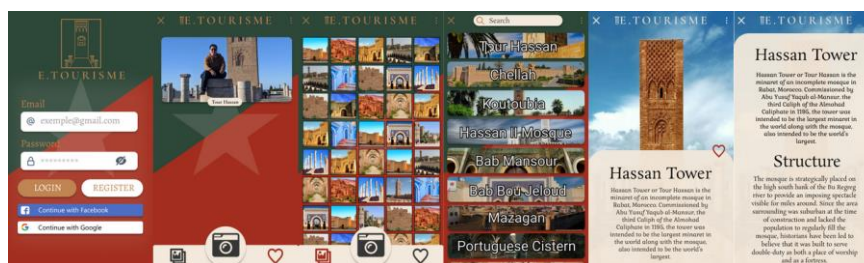 E.TOURISME
Email
@ exemple@gmail.com
Password
LOGIN
REGISTER
Continue with Facebook
Continue with Google
E.TOURISME
Tour Hassan
E.TOURISME
Search
Tour Hassan
Chellah
Koutoubia
Hassan II Mosque
Bab Mansour
Bab Bou Jeloud
Mazagan
Portuguese Cistern
E.TOURISME
Hassan Tower
Hassan Tower or Tour Hassan is the
minaret of an incomplete mosque in
Rabat, Morocco. Commissioned by
Abu Yusuf Yaqub al-Mansur, the
third Caliph of the Almohad
Caliphate in 1196, the tower was
intended to be the largest minaret in
the world along with the mosque,
E.TOURISME
Hassan Tower
Hassan Tower or Tour Hassan is the
minaret of an incomplete mosque in
Rabat, Morocco. Commissioned by
Abu Yusuf Yaqub al-Mansur, the
third Caliph of the Almohad
Caliphate in 1196, the tower was
intended to be the largest minaret in
the world along with the mosque,
also intended to be the world's
largest.
Structure
The mosque is strategically placed on
the high south bank of the Bu Regreg
river to provide an imposing spectacle
visible for miles around. Since the area
surrounding was suburban at the time
of construction and lacked the
population to regularly fill the
mosque, historians have been led to
believe that it was built to serve
double-duty as both a place of worship
and as a fortress.